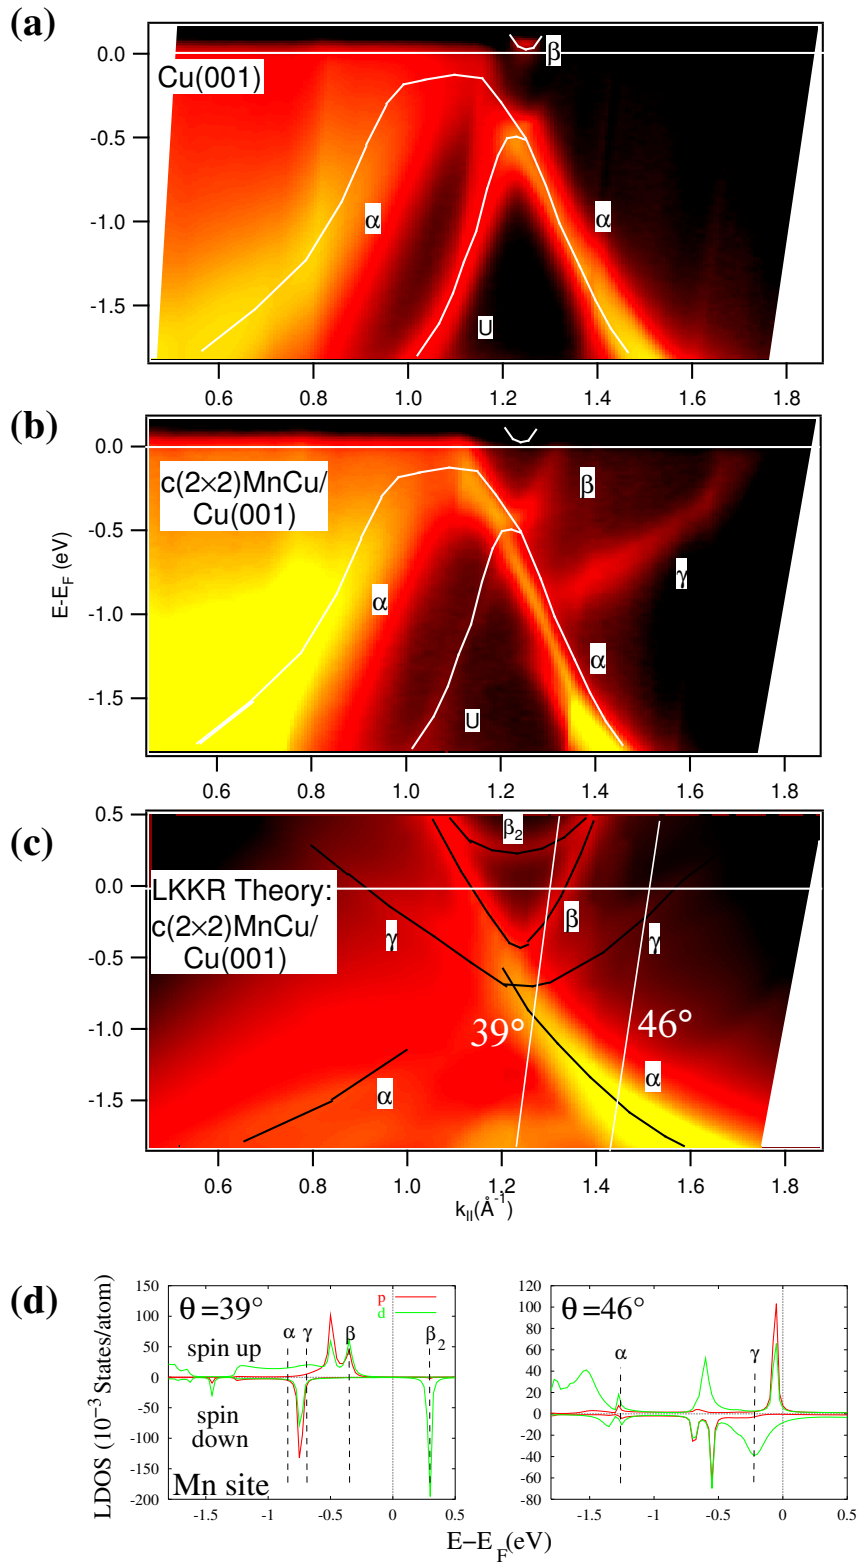 (a)
0.0
-0.5
-1.0
-1.5
Cu(001)
β
α
α
U
0.6 0.8 1.0 1.2 1.4 1.6 1.8
(b)
0.0
-0.5
-1.0
-1.5
E-E_F (eV)
c(2×2)MnCu/
Cu(001)
β
γ
α
α
U
0.6 0.8 1.0 1.2 1.4 1.6 1.8
(c)
0.5
0.0
-0.5
-1.0
-1.5
β₂
LKKR Theory:
c(2×2)MnCu/
Cu(001)
β
γ
γ
39°
46°
α
α
0.6 0.8 1.0 1.2 1.4 1.6 1.8
k_||(Å⁻¹)
(d)
LDOS (10⁻³ States/atom)
150
100
50
0
-50
-100
-150
-200
θ=39°
p
d
spin up
α γ β β₂
spin
down
Mn site
-1.5 -1 -0.5 0 0.5
120
100
80
60
40
20
0
-20
-40
-60
-80
θ=46°
α
γ
-1.5 -1 -0.5 0 0.5
E−E_F(eV)